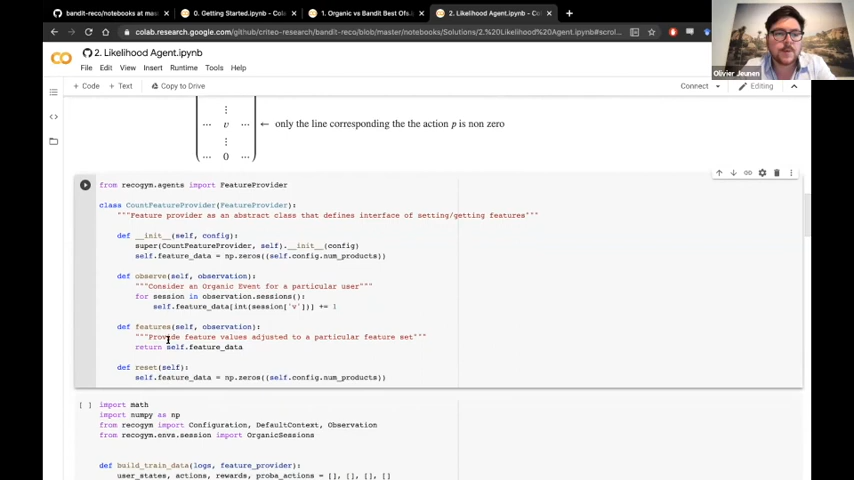 bandit-reco/notebooks at mast
0. Getting Started.ipynb - Cola
1. Organic vs Bandit Best Ofs.i
2. Likelihood Agent.ipynb - Col
colab.research.google.com/github/criteo-research/bandit-reco/blob/master/notebooks/Solutions/2.%20Likelihood%20Agent.ipynb#scrol...
Olivier Jeunen
2. Likelihood Agent.ipynb
File Edit View Insert Runtime Tools Help
+ Code + Text Copy to Drive
Connect Editing
⋮
⋯ v ⋯
⋮
⋯ 0 ⋯
← only the line corresponding the the action p is non zero
from recogym.agents import FeatureProvider
class CountFeatureProvider(FeatureProvider):
"""Feature provider as an abstract class that defines interface of setting/getting features"""
def __init__(self, config):
super(CountFeatureProvider, self).__init__(config)
self.feature_data = np.zeros((self.config.num_products))
def observe(self, observation):
"""Consider an Organic Event for a particular user"""
for session in observation.sessions():
self.feature_data[int(session['v'])] += 1
def features(self, observation):
"""Provide feature values adjusted to a particular feature set"""
return self.feature_data
def reset(self):
self.feature_data = np.zeros((self.config.num_products))
[ ] import math
import numpy as np
from recogym import Configuration, DefaultContext, Observation
from recogym.envs.session import OrganicSessions
def build_train_data(logs, feature_provider):
user_states, actions, rewards, proba_actions = [], [], [], []